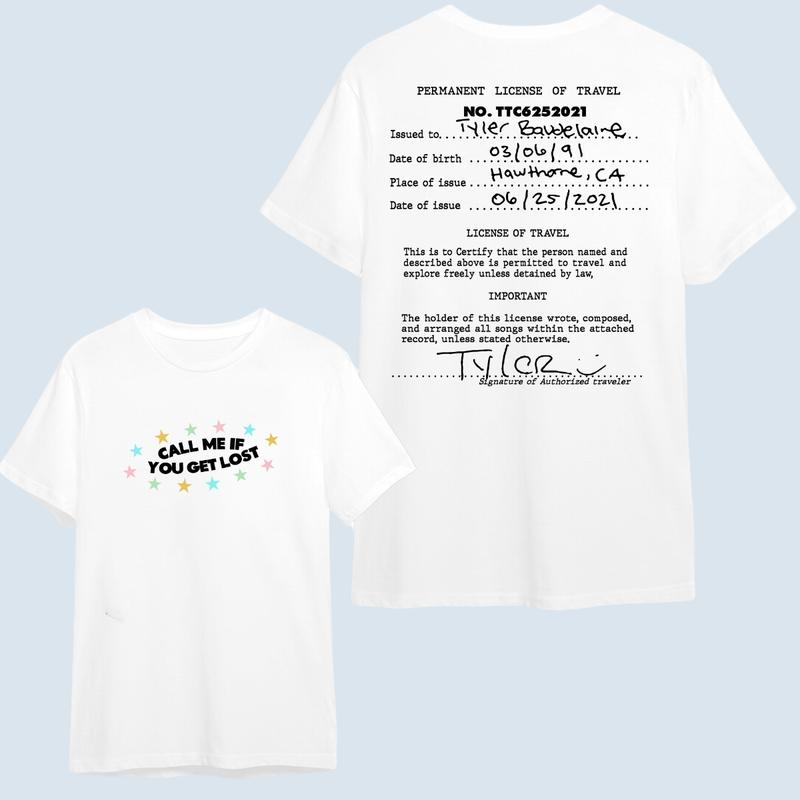 PERMANENT LICENSE OF TRAVEL
NO. TTC6252021
Issued to..Tyler Baudelaire..
Date of birth ..03/06/91..........
Place of issue ..Hawthorne, CA....
Date of issue ..06/25/2021.....
LICENSE OF TRAVEL
This is to Certify that the person named and
described above is permitted to travel and
explore freely unless detained by law,
IMPORTANT
The holder of this license wrote, composed,
and arranged all songs within the attached
record, unless stated otherwise.
TYLER :)
Signature of Authorized traveler
CALL ME IF
YOU GET LOST